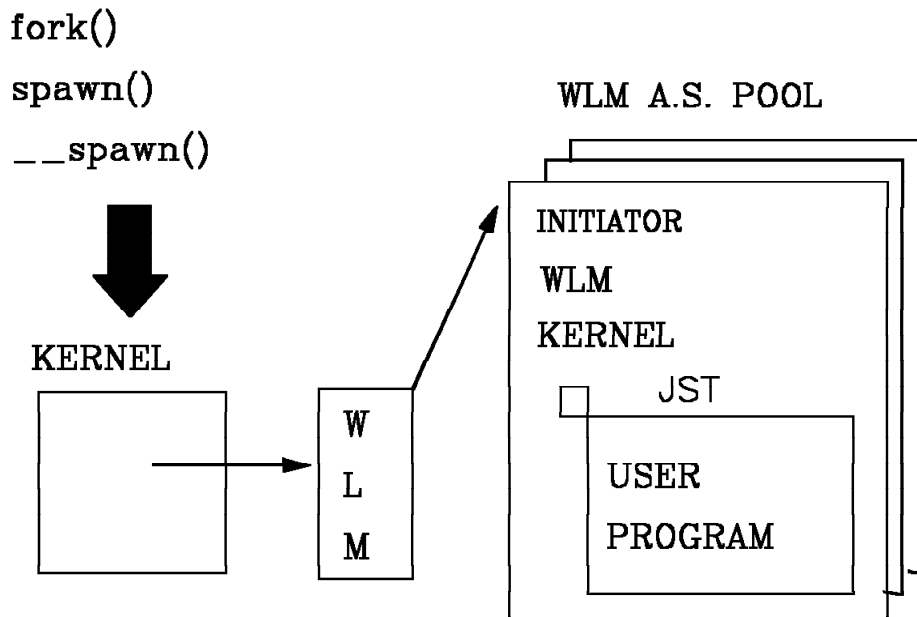 fork()
spawn()
__spawn()
KERNEL
W
L
M
WLM A.S. POOL
INITIATOR
WLM
KERNEL
JST
USER
PROGRAM